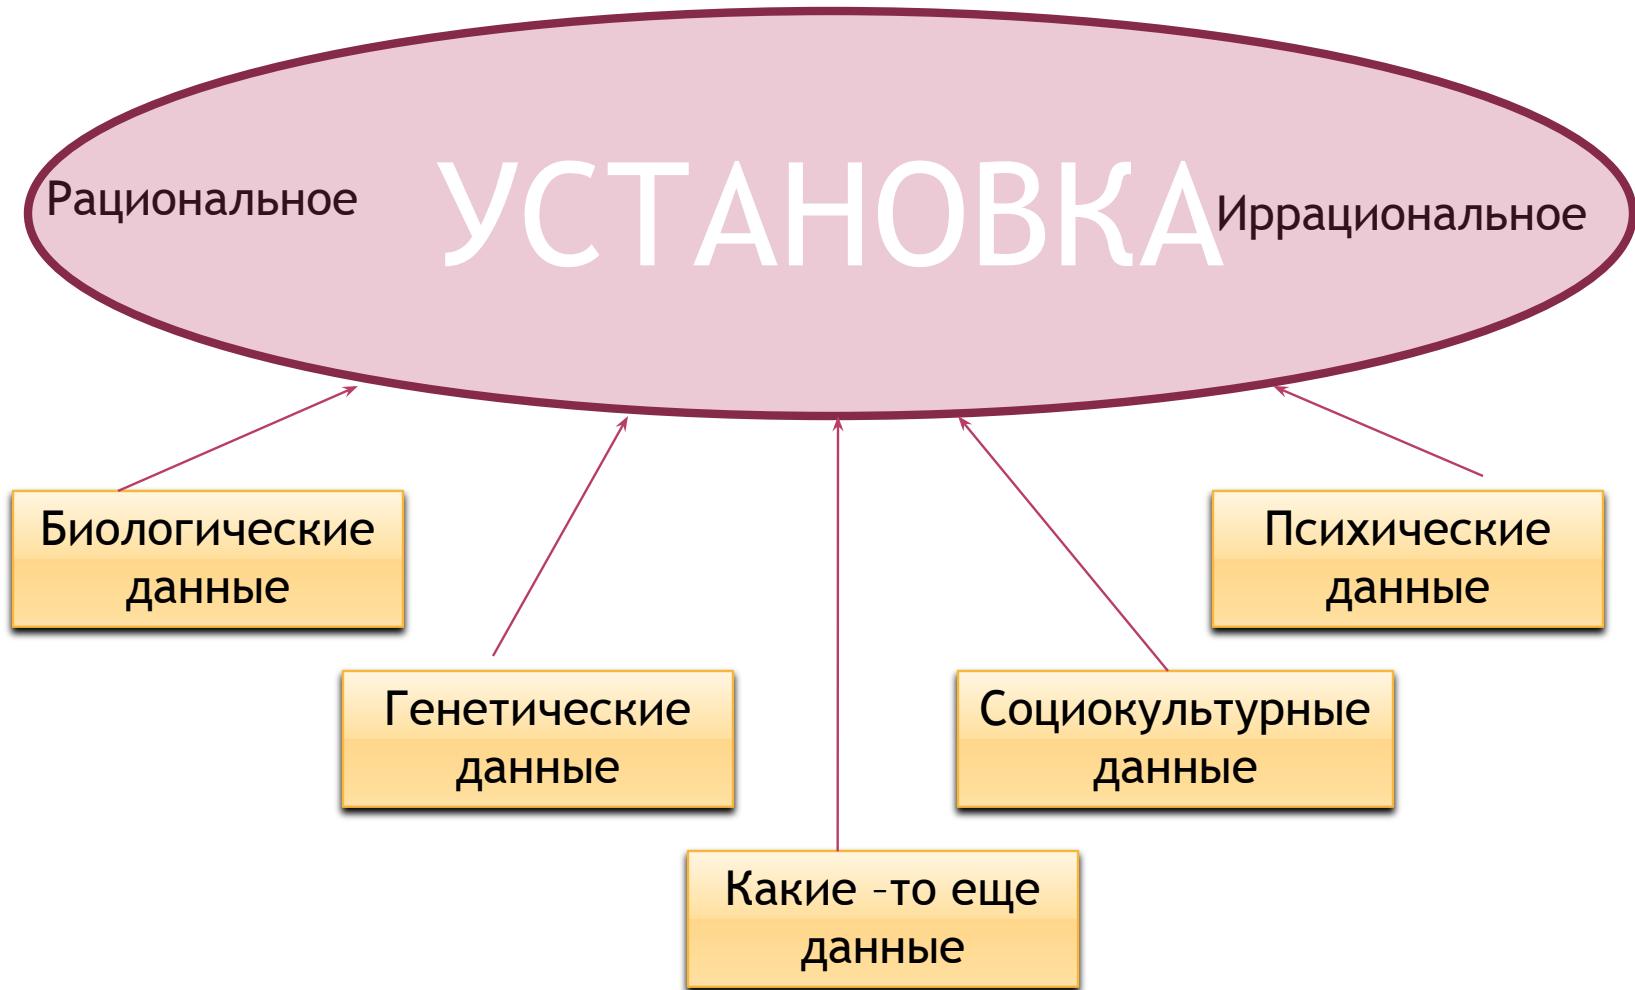 Рациональное
УСТАНОВКА
Иррациональное
Биологические
данные
Психические
данные
Генетические
данные
Социокультурные
данные
Какие –то еще
данные